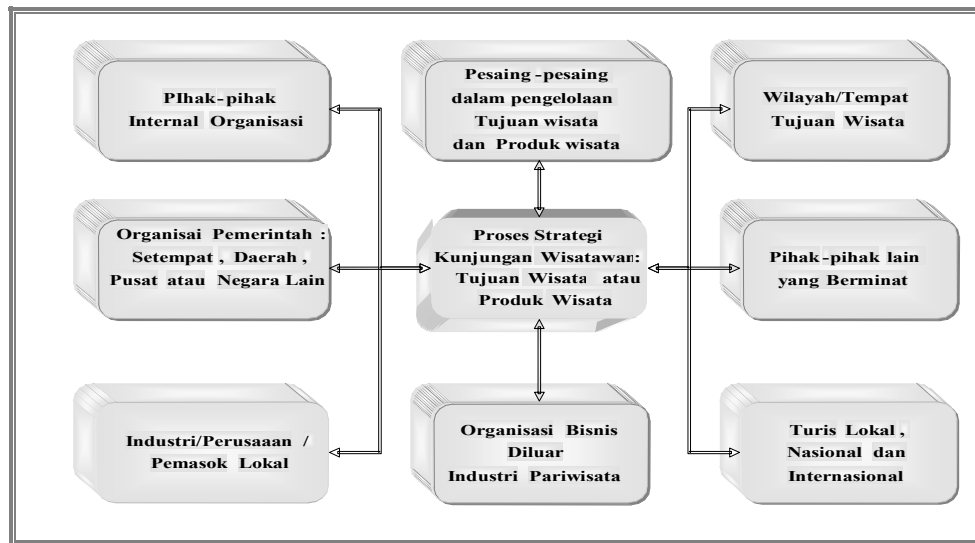 PIhak-pihak
Internal Organisasi
Pesaing -pesaing
dalam pengelolaan
Tujuan wisata
dan Produk wisata
Wilayah/Tempat
Tujuan Wisata
Organisai Pemerintah :
Setempat , Daerah ,
Pusat atau Negara Lain
Proses Strategi
Kunjungan Wisatawan:
Tujuan Wisata atau
Produk Wisata
Pihak-pihak lain
yang Berminat
Industri/Perusaaan /
Pemasok Lokal
Organisasi Bisnis
Diluar
Industri Pariwisata
Turis Lokal ,
Nasional dan
Internasional